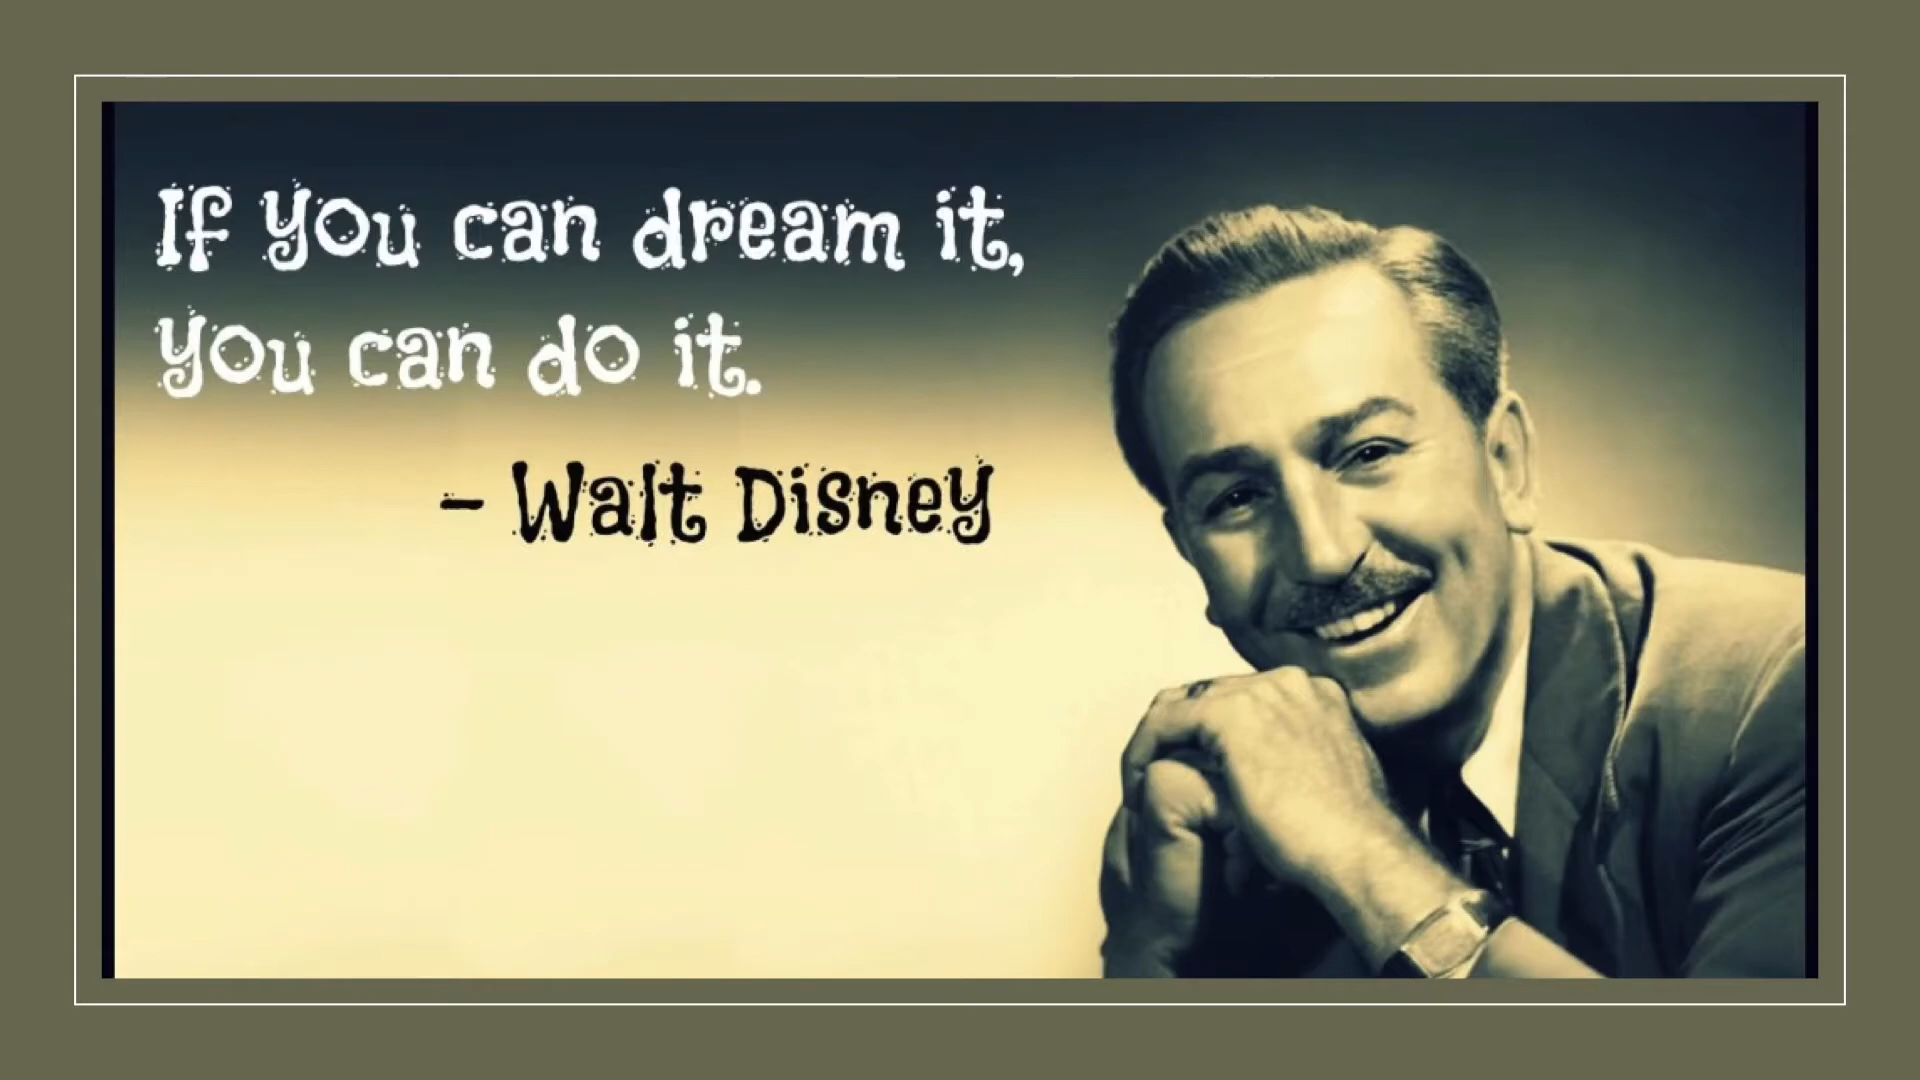 If you can dream it,
you can do it.
– Walt Disney